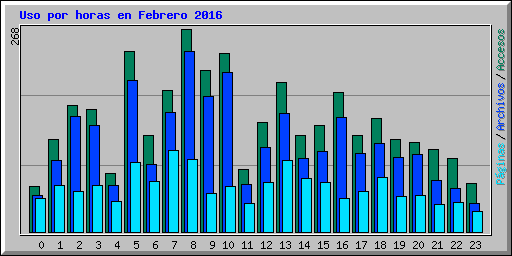 Uso por horas en Febrero 2016
268
Páginas / Archivos / Accesos
0 1 2 3 4 5 6 7 8 9 10 11 12 13 14 15 16 17 18 19 20 21 22 23